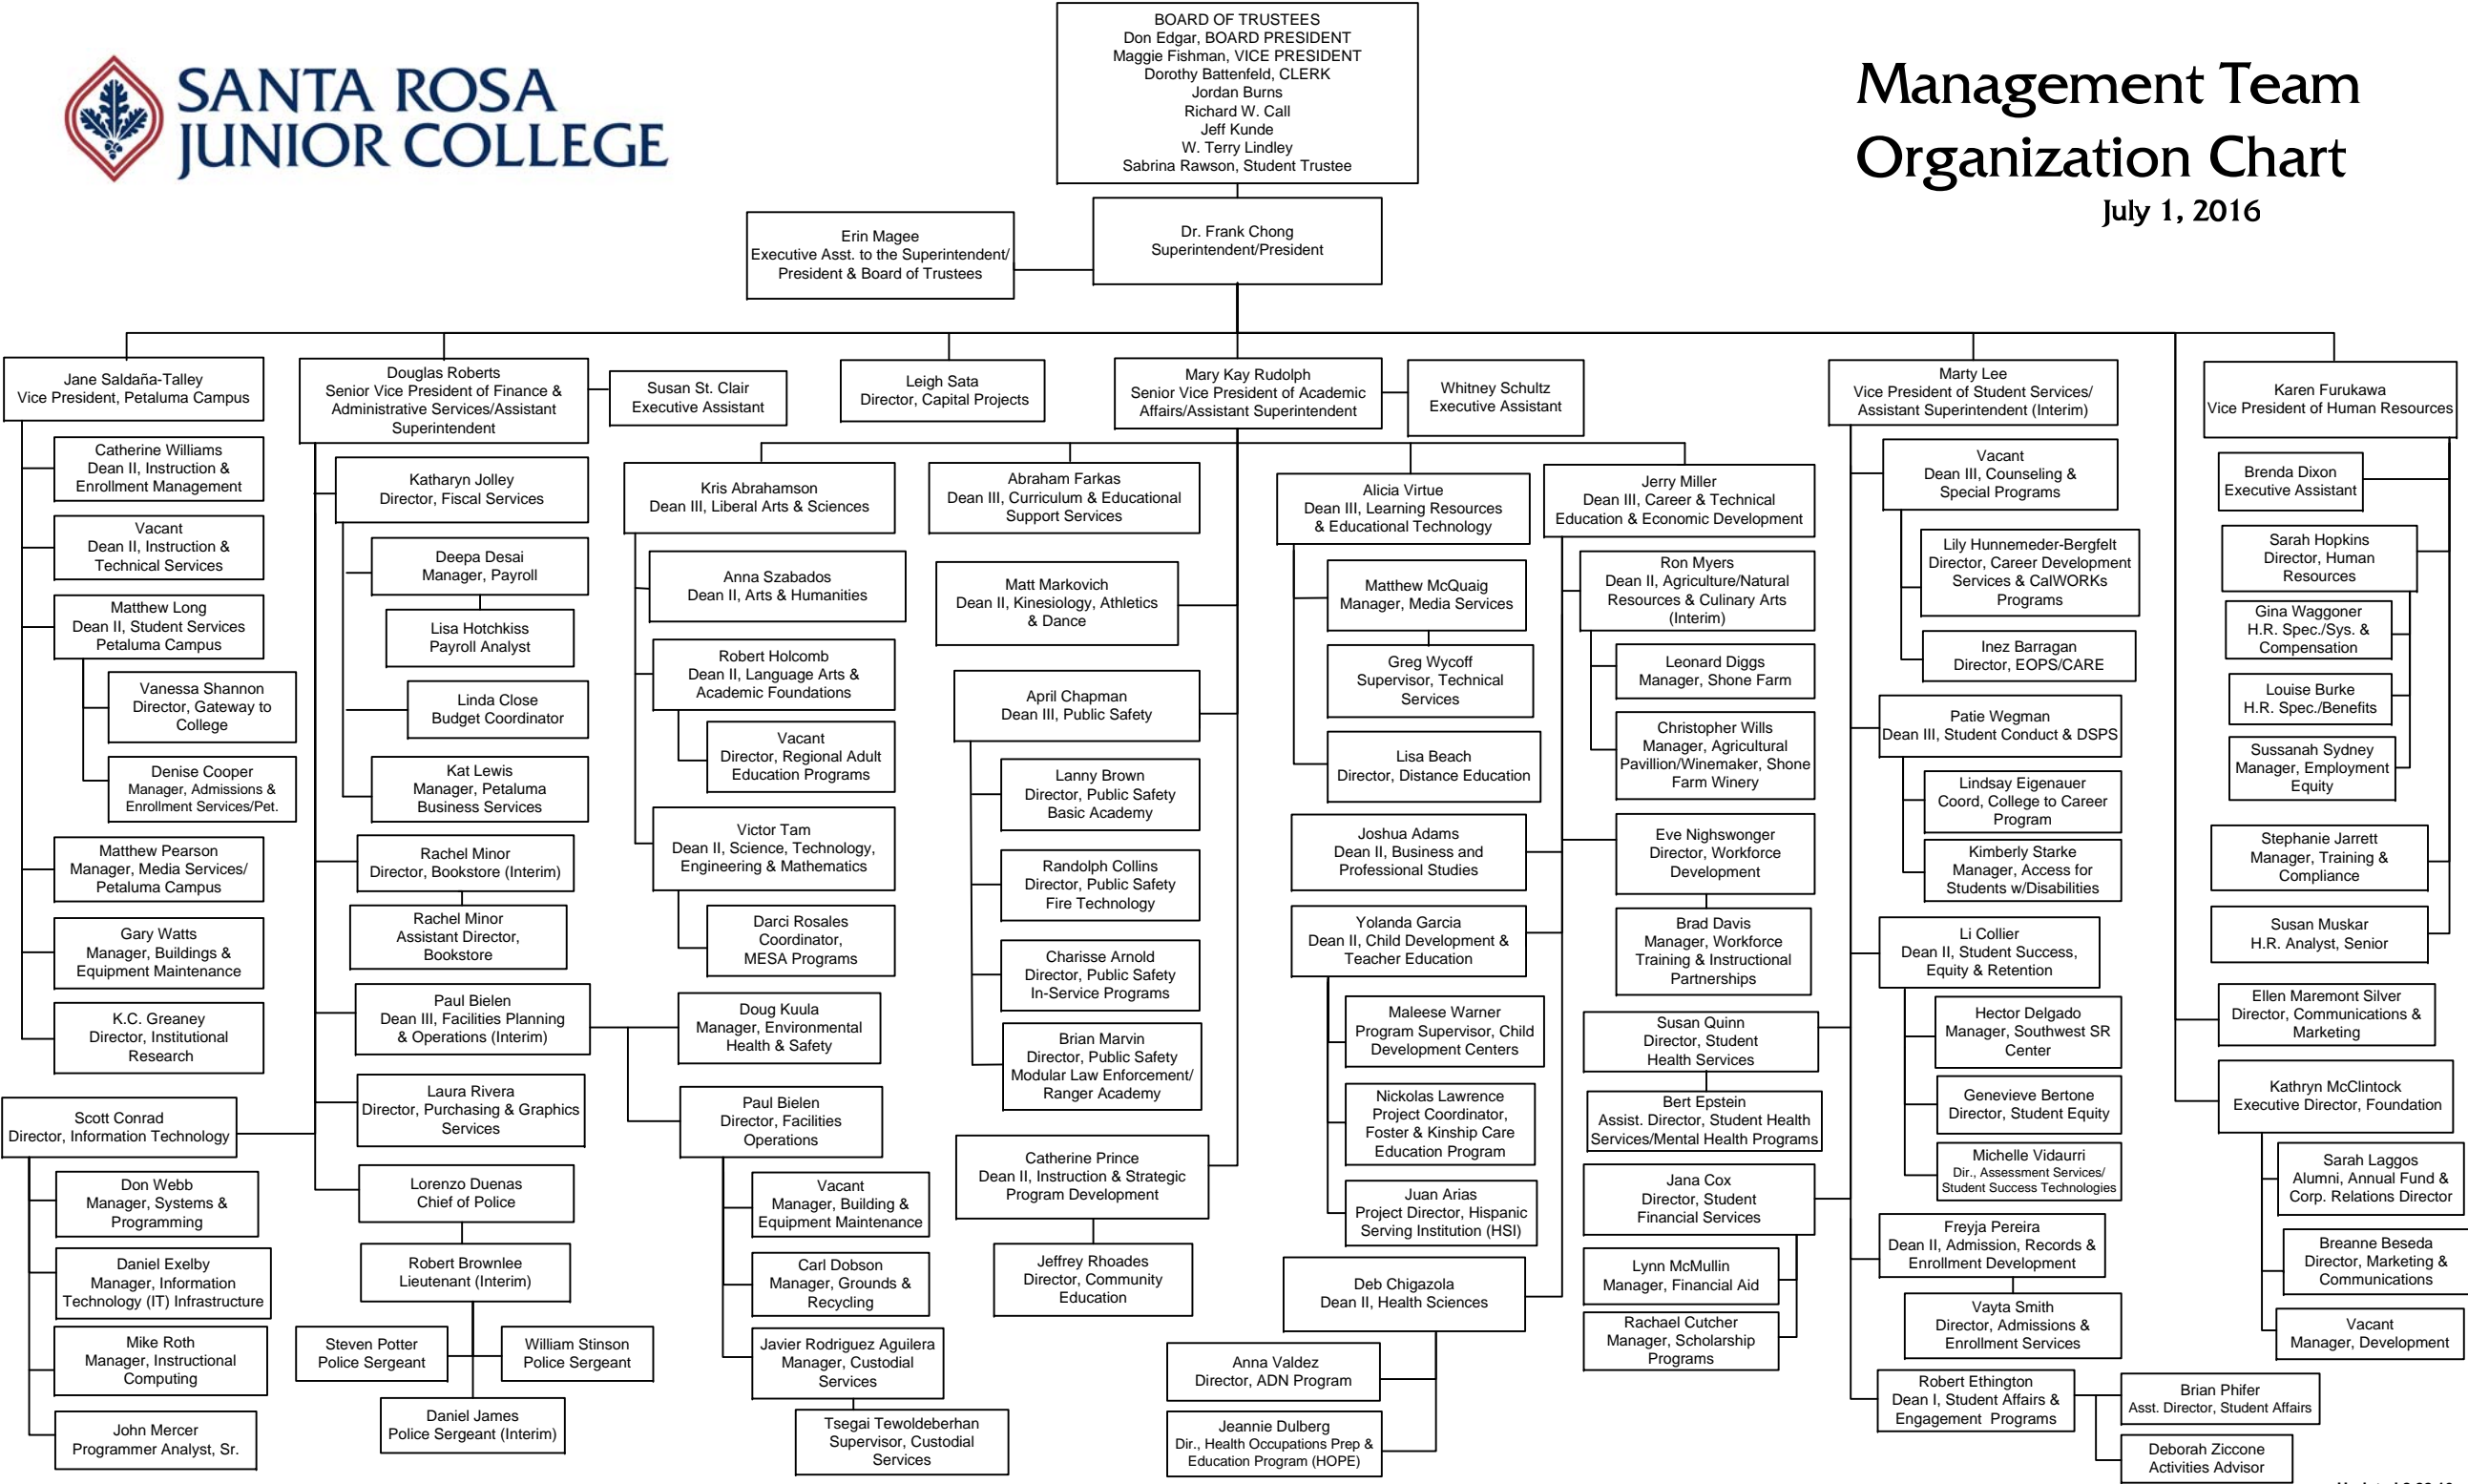 SANTA ROSA
JUNIOR COLLEGE
Management Team
Organization Chart
July 1, 2016
BOARD OF TRUSTEES
Don Edgar, BOARD PRESIDENT
Maggie Fishman, VICE PRESIDENT
Dorothy Battenfeld, CLERK
Jordan Burns
Richard W. Call
Jeff Kunde
W. Terry Lindley
Sabrina Rawson, Student Trustee
Erin Magee
Executive Asst. to the Superintendent/
President & Board of Trustees
Dr. Frank Chong
Superintendent/President
Jane Saldaña-Talley
Vice President, Petaluma Campus
Catherine Williams
Dean II, Instruction &
Enrollment Management
Vacant
Dean II, Instruction &
Technical Services
Matthew Long
Dean II, Student Services
Petaluma Campus
Vanessa Shannon
Director, Gateway to
College
Denise Cooper
Manager, Admissions &
Enrollment Services/Pet.
Matthew Pearson
Manager, Media Services/
Petaluma Campus
Gary Watts
Manager, Buildings &
Equipment Maintenance
K.C. Greaney
Director, Institutional
Research
Douglas Roberts
Senior Vice President of Finance &
Administrative Services/Assistant
Superintendent
Susan St. Clair
Executive Assistant
Katharyn Jolley
Director, Fiscal Services
Deepa Desai
Manager, Payroll
Lisa Hotchkiss
Payroll Analyst
Linda Close
Budget Coordinator
Kat Lewis
Manager, Petaluma
Business Services
Rachel Minor
Director, Bookstore (Interim)
Rachel Minor
Assistant Director,
Bookstore
Paul Bielen
Dean III, Facilities Planning
& Operations (Interim)
Doug Kuula
Manager, Environmental
Health & Safety
Paul Bielen
Director, Facilities
Operations
Vacant
Manager, Building &
Equipment Maintenance
Carl Dobson
Manager, Grounds &
Recycling
Javier Rodriguez Aguilera
Manager, Custodial
Services
Tsegai Tewoldeberhan
Supervisor, Custodial
Services
Laura Rivera
Director, Purchasing & Graphics
Services
Scott Conrad
Director, Information Technology
Don Webb
Manager, Systems &
Programming
Daniel Exelby
Manager, Information
Technology (IT) Infrastructure
Mike Roth
Manager, Instructional
Computing
John Mercer
Programmer Analyst, Sr.
Lorenzo Duenas
Chief of Police
Robert Brownlee
Lieutenant (Interim)
Steven Potter
Police Sergeant
William Stinson
Police Sergeant
Daniel James
Police Sergeant (Interim)
Leigh Sata
Director, Capital Projects
Mary Kay Rudolph
Senior Vice President of Academic
Affairs/Assistant Superintendent
Whitney Schultz
Executive Assistant
Kris Abrahamson
Dean III, Liberal Arts & Sciences
Anna Szabados
Dean II, Arts & Humanities
Robert Holcomb
Dean II, Language Arts &
Academic Foundations
Vacant
Director, Regional Adult
Education Programs
Victor Tam
Dean II, Science, Technology,
Engineering & Mathematics
Darci Rosales
Coordinator,
MESA Programs
Abraham Farkas
Dean III, Curriculum & Educational
Support Services
Matt Markovich
Dean II, Kinesiology, Athletics
& Dance
April Chapman
Dean III, Public Safety
Lanny Brown
Director, Public Safety
Basic Academy
Randolph Collins
Director, Public Safety
Fire Technology
Charisse Arnold
Director, Public Safety
In-Service Programs
Brian Marvin
Director, Public Safety
Modular Law Enforcement/
Ranger Academy
Catherine Prince
Dean II, Instruction & Strategic
Program Development
Jeffrey Rhoades
Director, Community
Education
Alicia Virtue
Dean III, Learning Resources
& Educational Technology
Matthew McQuaig
Manager, Media Services
Greg Wycoff
Supervisor, Technical
Services
Lisa Beach
Director, Distance Education
Jerry Miller
Dean III, Career & Technical
Education & Economic Development
Ron Myers
Dean II, Agriculture/Natural
Resources & Culinary Arts
(Interim)
Leonard Diggs
Manager, Shone Farm
Christopher Wills
Manager, Agricultural
Pavillion/Winemaker, Shone
Farm Winery
Joshua Adams
Dean II, Business and
Professional Studies
Eve Nighswonger
Director, Workforce
Development
Brad Davis
Manager, Workforce
Training & Instructional
Partnerships
Yolanda Garcia
Dean II, Child Development &
Teacher Education
Maleese Warner
Program Supervisor, Child
Development Centers
Nickolas Lawrence
Project Coordinator,
Foster & Kinship Care
Education Program
Juan Arias
Project Director, Hispanic
Serving Institution (HSI)
Deb Chigazola
Dean II, Health Sciences
Anna Valdez
Director, ADN Program
Jeannie Dulberg
Dir., Health Occupations Prep &
Education Program (HOPE)
Marty Lee
Vice President of Student Services/
Assistant Superintendent (Interim)
Vacant
Dean III, Counseling &
Special Programs
Lily Hunnemeder-Bergfelt
Director, Career Development
Services & CalWORKs
Programs
Inez Barragan
Director, EOPS/CARE
Patie Wegman
Dean III, Student Conduct & DSPS
Lindsay Eigenauer
Coord, College to Career
Program
Kimberly Starke
Manager, Access for
Students w/Disabilities
Li Collier
Dean II, Student Success,
Equity & Retention
Hector Delgado
Manager, Southwest SR
Center
Genevieve Bertone
Director, Student Equity
Michelle Vidaurri
Dir., Assessment Services/
Student Success Technologies
Susan Quinn
Director, Student
Health Services
Bert Epstein
Assist. Director, Student Health
Services/Mental Health Programs
Jana Cox
Director, Student
Financial Services
Lynn McMullin
Manager, Financial Aid
Rachael Cutcher
Manager, Scholarship
Programs
Freyja Pereira
Dean II, Admission, Records &
Enrollment Development
Vayta Smith
Director, Admissions &
Enrollment Services
Robert Ethington
Dean I, Student Affairs &
Engagement Programs
Brian Phifer
Asst. Director, Student Affairs
Deborah Ziccone
Activities Advisor
Karen Furukawa
Vice President of Human Resources
Brenda Dixon
Executive Assistant
Sarah Hopkins
Director, Human
Resources
Gina Waggoner
H.R. Spec./Sys. &
Compensation
Louise Burke
H.R. Spec./Benefits
Sussanah Sydney
Manager, Employment
Equity
Stephanie Jarrett
Manager, Training &
Compliance
Susan Muskar
H.R. Analyst, Senior
Ellen Maremont Silver
Director, Communications &
Marketing
Kathryn McClintock
Executive Director, Foundation
Sarah Laggos
Alumni, Annual Fund &
Corp. Relations Director
Breanne Beseda
Director, Marketing &
Communications
Vacant
Manager, Development